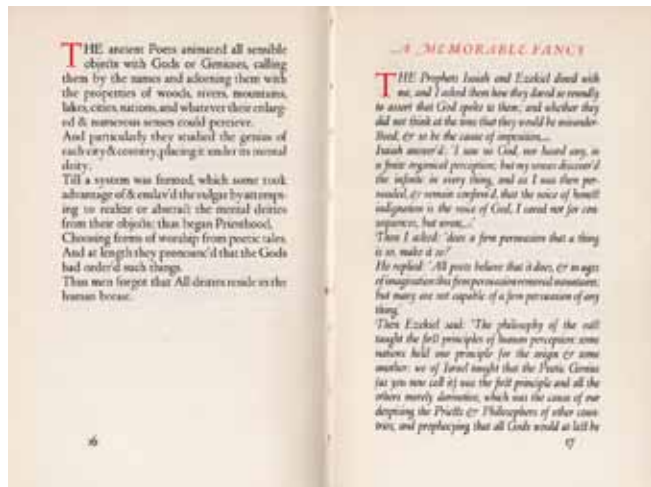 THE ancient Poets animated all sensible
objects with Gods or Geniuses, calling
them by the names and adorning them with
the properties of woods, rivers, mountains,
lakes, cities, nations, and whatever their enlarg-
ed & numerous senses could percieve.
And particularly they studied the genius of
each city & country, placing it under its mental
deity.
Till a system was formed, which some took
advantage of & enslav'd the vulgar by attempt-
ing to realize or abstract the mental deities
from their objects; thus began Priesthood,
Choosing forms of worship from poetic tales.
And at length they pronounc'd that the Gods
had order'd such things.
Thus men forgot that All deities reside in the
human breast.
16
A MEMORABLE FANCY
THE Prophets Isaiah and Ezekiel dined with
me, and I asked them how they dared so roundly
to assert that God spoke to them; and whether they
did not think at the time that they would be misunder-
stood, & so be the cause of imposition.
Isaiah answer'd: 'I saw no God, nor heard any, in
a finite organical perception; but my senses discover'd
the infinite in every thing, and as I was then per-
suaded, & remain confirm'd, that the voice of honest
indignation is the voice of God, I cared not for con-
sequences, but wrote.'
Then I asked: 'does a firm perswasion that a thing
is so, make it so?'
He replied: 'All poets believe that it does, & in ages
of imagination this firm perswasion removed mountains;
but many are not capable of a firm perswasion of any
thing.'
Then Ezekiel said: 'The philosophy of the east
taught the first principles of human perception: some
nations held one principle for the origin & some
another: we of Israel taught that the Poetic Genius
(as you now call it) was the first principle and all the
others merely derivative, which was the cause of our
despising the Priests & Philosophers of other coun-
tries, and prophecying that all Gods would at last be
17